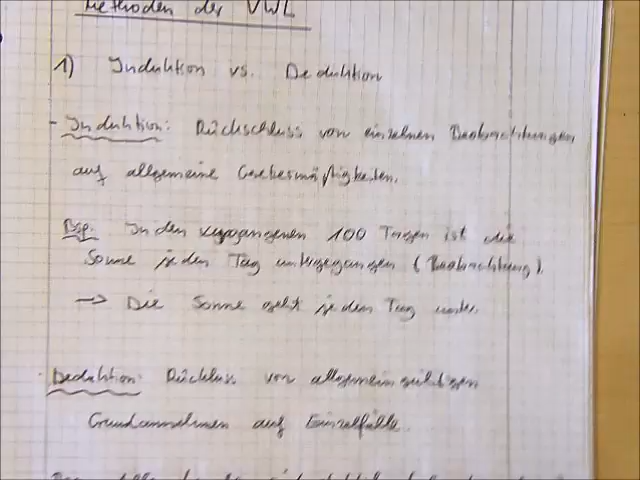 Methoden der VWL
1) Induktion vs. Deduktion
- Induktion: Rückschluss von einzelnen Beobachtungen
auf allgemeine Gesetzmäßigkeiten.
Bsp. In den vergangenen 100 Tagen ist die
Sonne jeden Tag untergegangen (Beobachtung).
→ Die Sonne geht jeden Tag unter.
- Deduktion: Rückschluss von allgemein gültigen
Grundannahmen auf Einzelfälle.